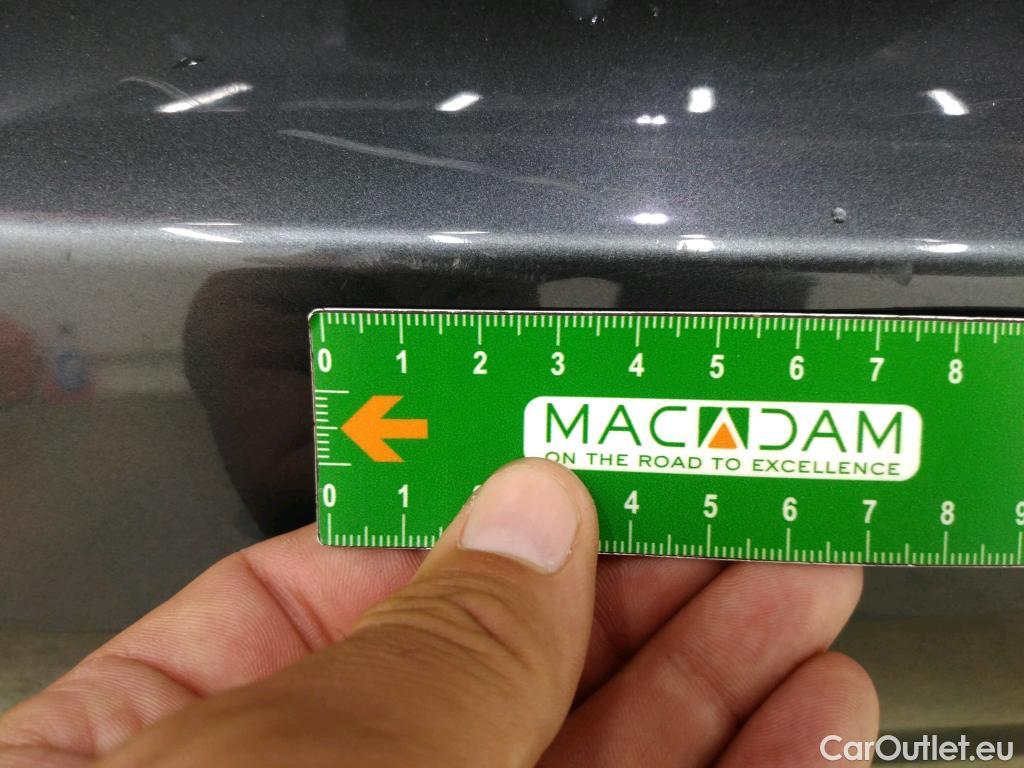 0 1 2 3 4 5 6 7 8
MACADAM
ON THE ROAD TO EXCELLENCE
0 1 4 5 6 7 8 9
CarOutlet.eu